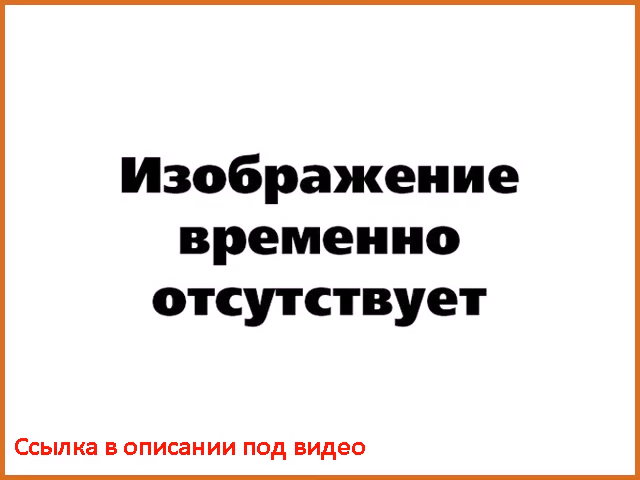 Изображение
временно
отсутствует
Ссылка в описании под видео